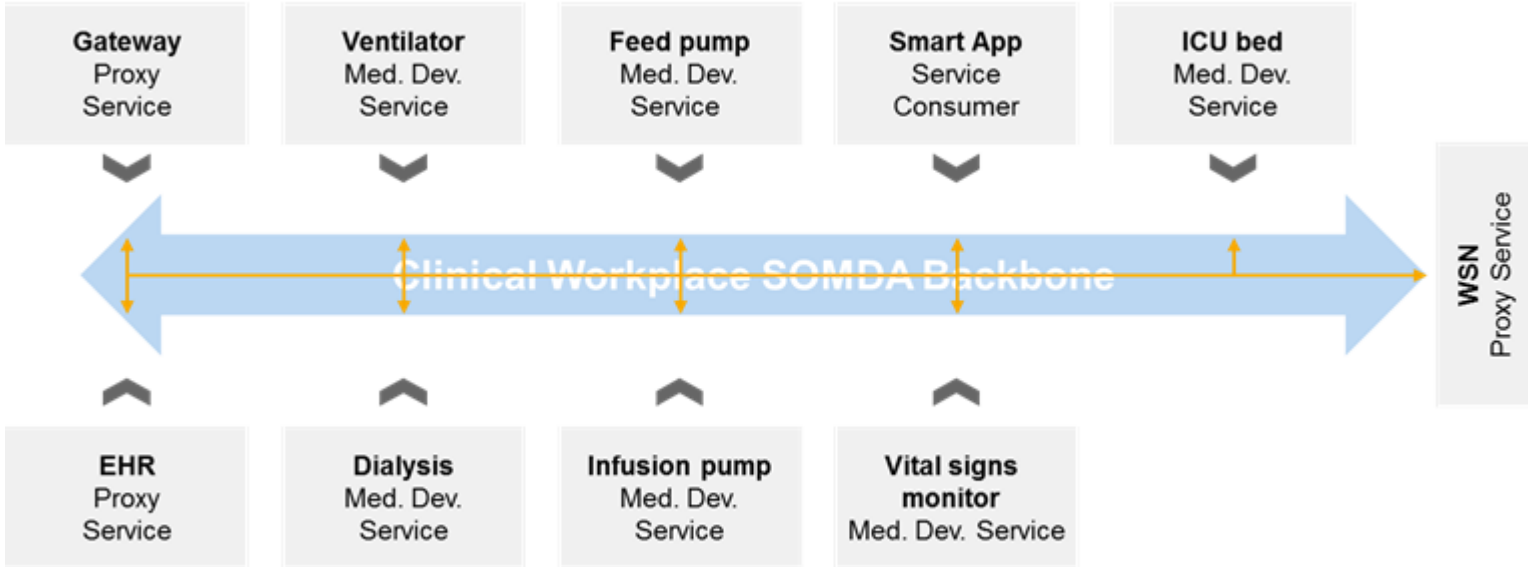 Gateway
Proxy
Service
Ventilator
Med. Dev.
Service
Feed pump
Med. Dev.
Service
Smart App
Service
Consumer
ICU bed
Med. Dev.
Service
Clinical Workplace SOMDA Backbone
WSN
Proxy Service
EHR
Proxy
Service
Dialysis
Med. Dev.
Service
Infusion pump
Med. Dev.
Service
Vital signs
monitor
Med. Dev. Service